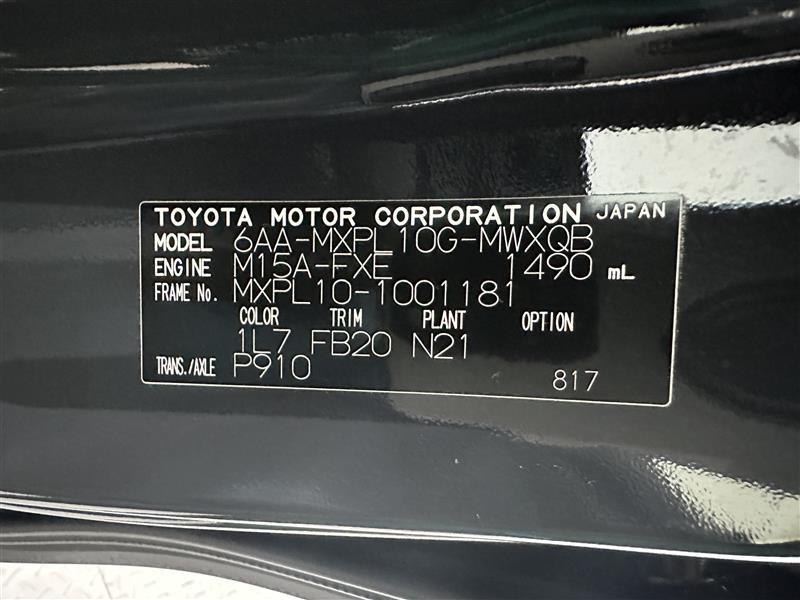 TOYOTA MOTOR CORPORATION JAPAN
MODEL 6AA-MXPL10G-MWXQB
ENGINE M15A-FXE 1490 mL
FRAME No. MXPL10-1001181
COLOR TRIM PLANT OPTION
1L7 FB20 N21
TRANS./AXLE P910
817